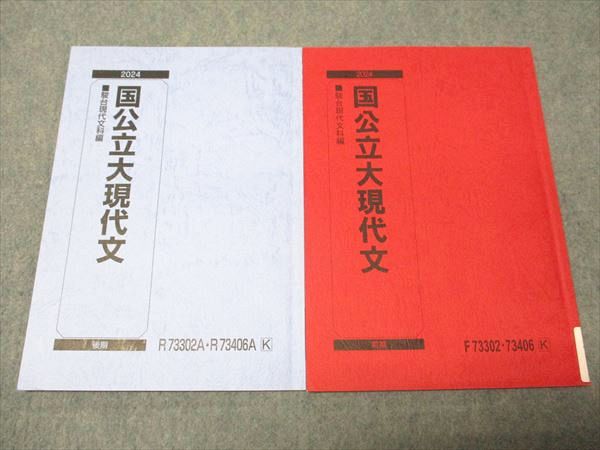 2024
国公立大現代文
■駿台現代文科編
後期
R73302A・R73406A K
2024
国公立大現代文
■駿台現代文科編
前期
F73302・73406 K